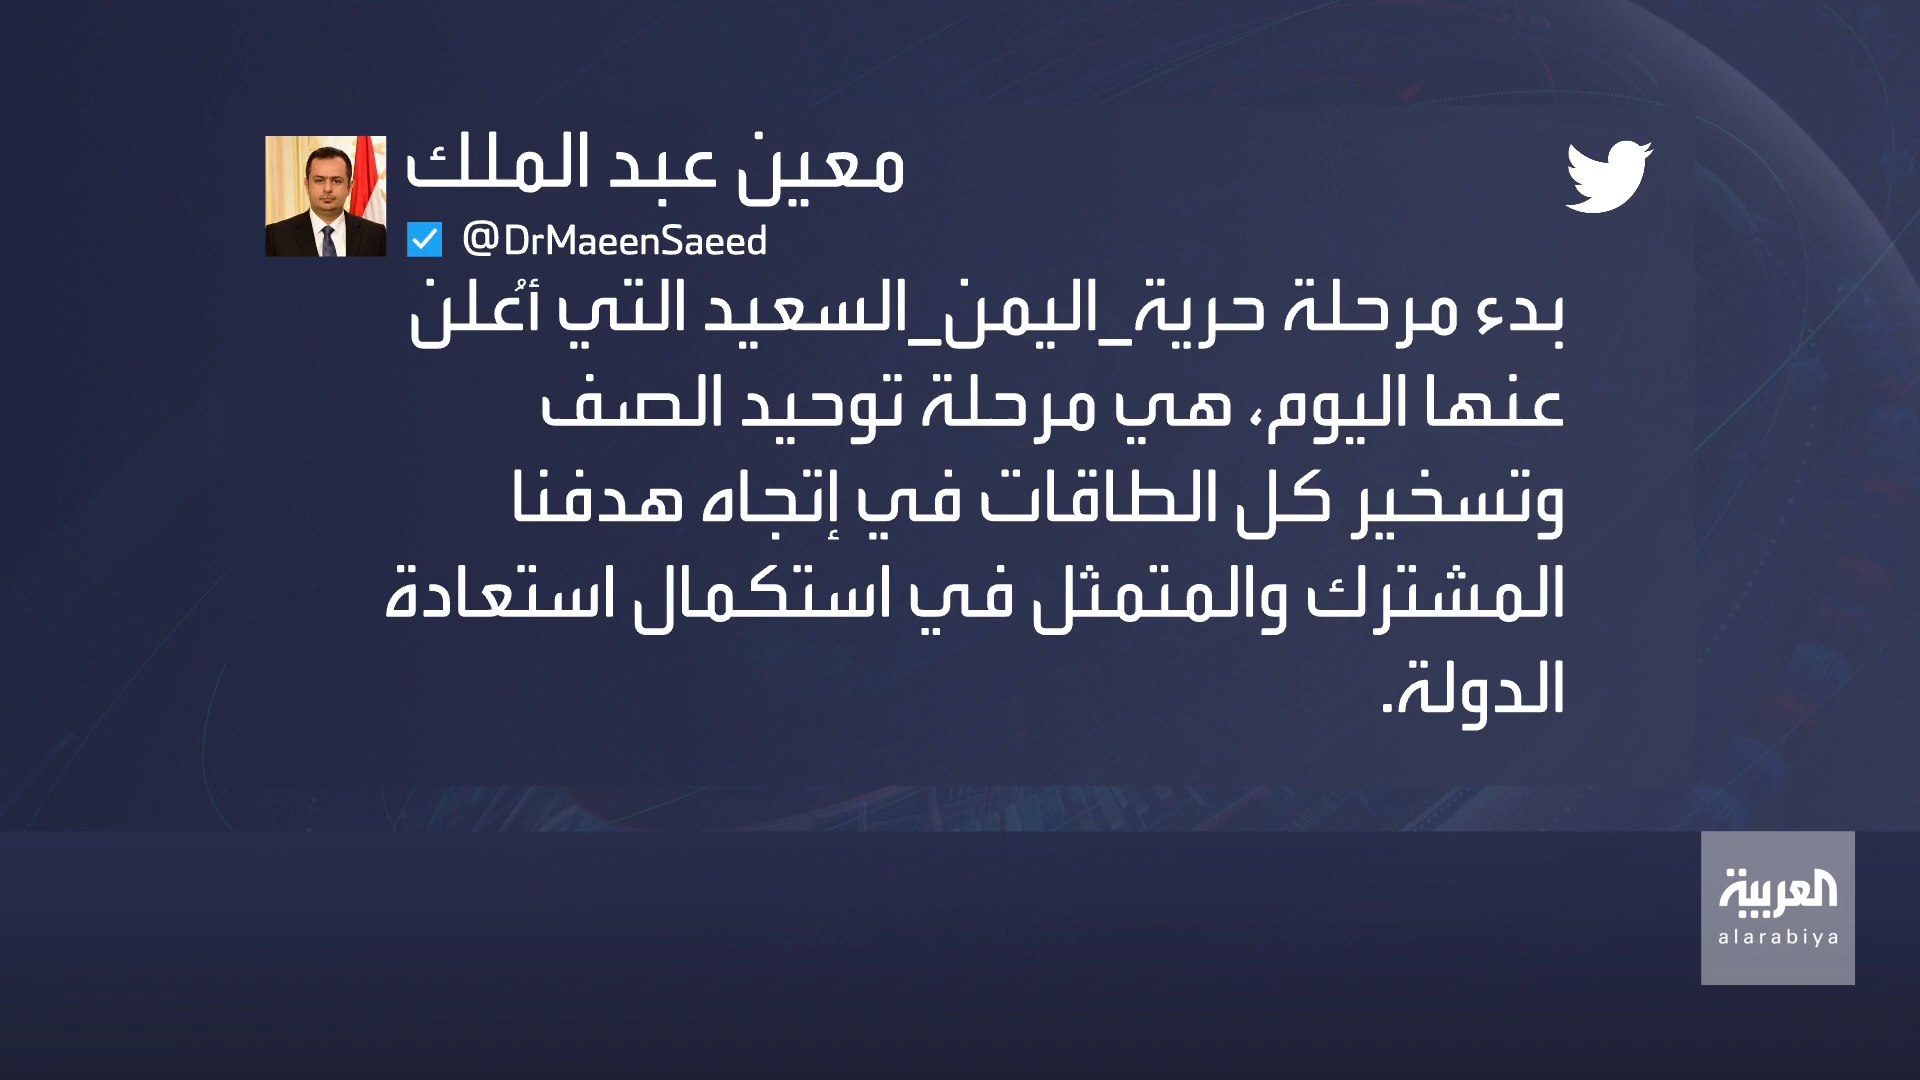 معين عبد الملك
@DrMaeenSaeed
بدء مرحلة حرية_اليمن_السعيد التي أُعلن
عنها اليوم، هي مرحلة توحيد الصف
وتسخير كل الطاقات في إتجاه هدفنا
المشترك والمتمثل في استكمال استعادة
الدولة.
العربية
alarabiya